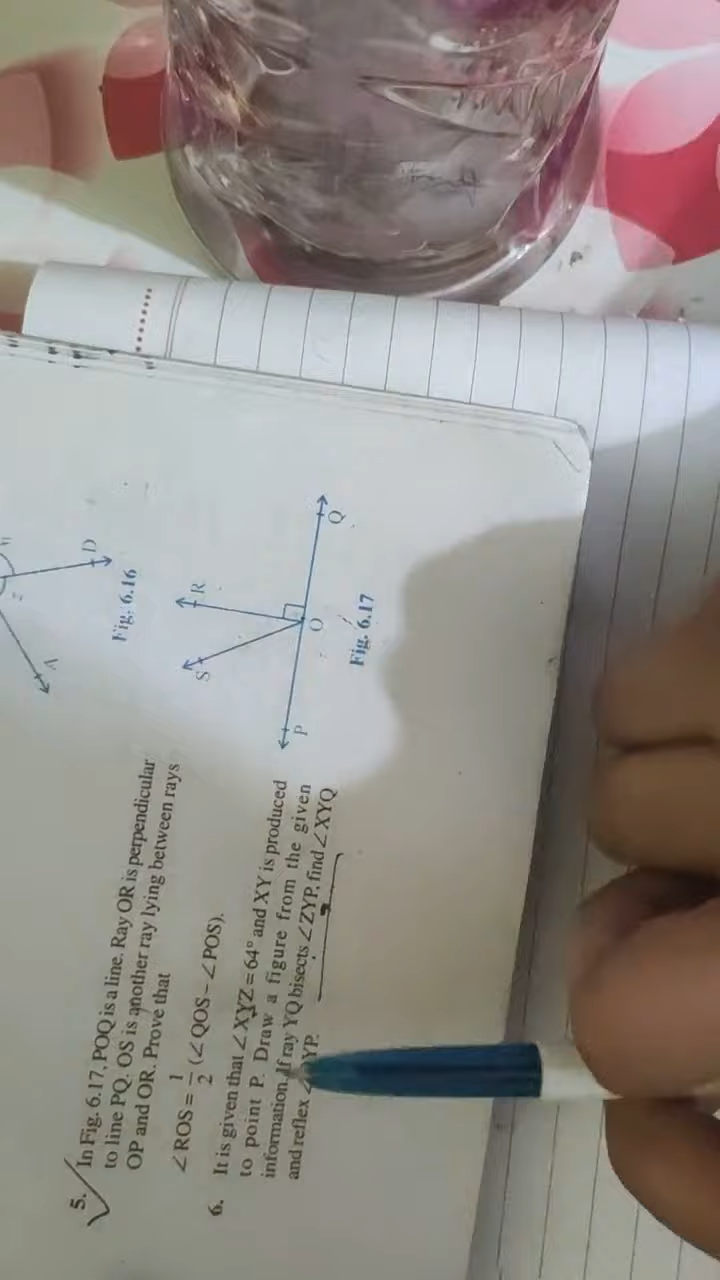 A
D
Fig. 6.16
5. In Fig. 6.17, POQ is a line. Ray OR is perpendicular
to line PQ. OS is another ray lying between rays
OP and OR. Prove that
∠ROS = 1/2 (∠QOS – ∠POS).
S
R
P
O
Q
Fig. 6.17
6. It is given that ∠XYZ = 64° and XY is produced
to point P. Draw a figure from the given
information. If ray YQ bisects ∠ZYP, find ∠XYQ
and reflex ∠ YP.